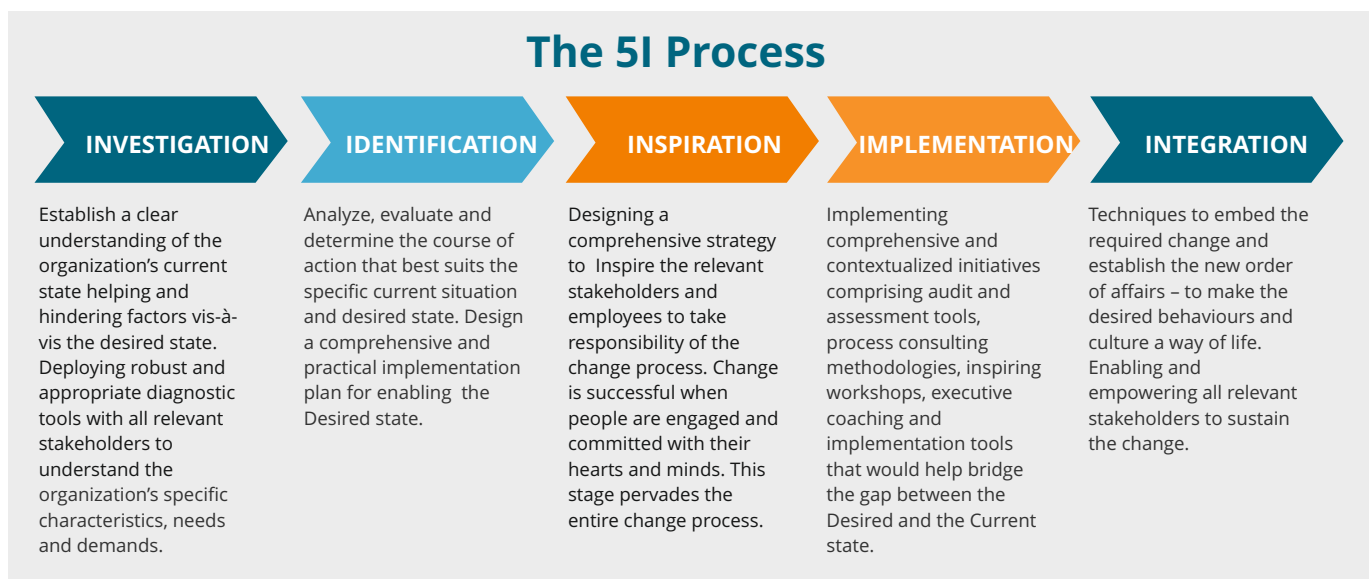 The 5I Process
INVESTIGATION
Establish a clear
understanding of the
organization’s current
state helping and
hindering factors vis-à-
vis the desired state.
Deploying robust and
appropriate diagnostic
tools with all relevant
stakeholders to
understand the
organization’s specific
characteristics, needs
and demands.
IDENTIFICATION
Analyze, evaluate and
determine the course of
action that best suits the
specific current situation
and desired state. Design
a comprehensive and
practical implementation
plan for enabling  the
Desired state.
INSPIRATION
Designing a
comprehensive strategy
to  Inspire the relevant
stakeholders and
employees to take
responsibility of the
change process. Change
is successful when
people are engaged and
committed with their
hearts and minds. This
stage pervades the
entire change process.
IMPLEMENTATION
Implementing
comprehensive and
contextualized initiatives
comprising audit and
assessment tools,
process consulting
methodologies, inspiring
workshops, executive
coaching and
implementation tools
that would help bridge
the gap between the
Desired and the Current
state.
INTEGRATION
Techniques to embed the
required change and
establish the new order
of affairs – to make the
desired behaviours and
culture a way of life.
Enabling and
empowering all relevant
stakeholders to sustain
the change.